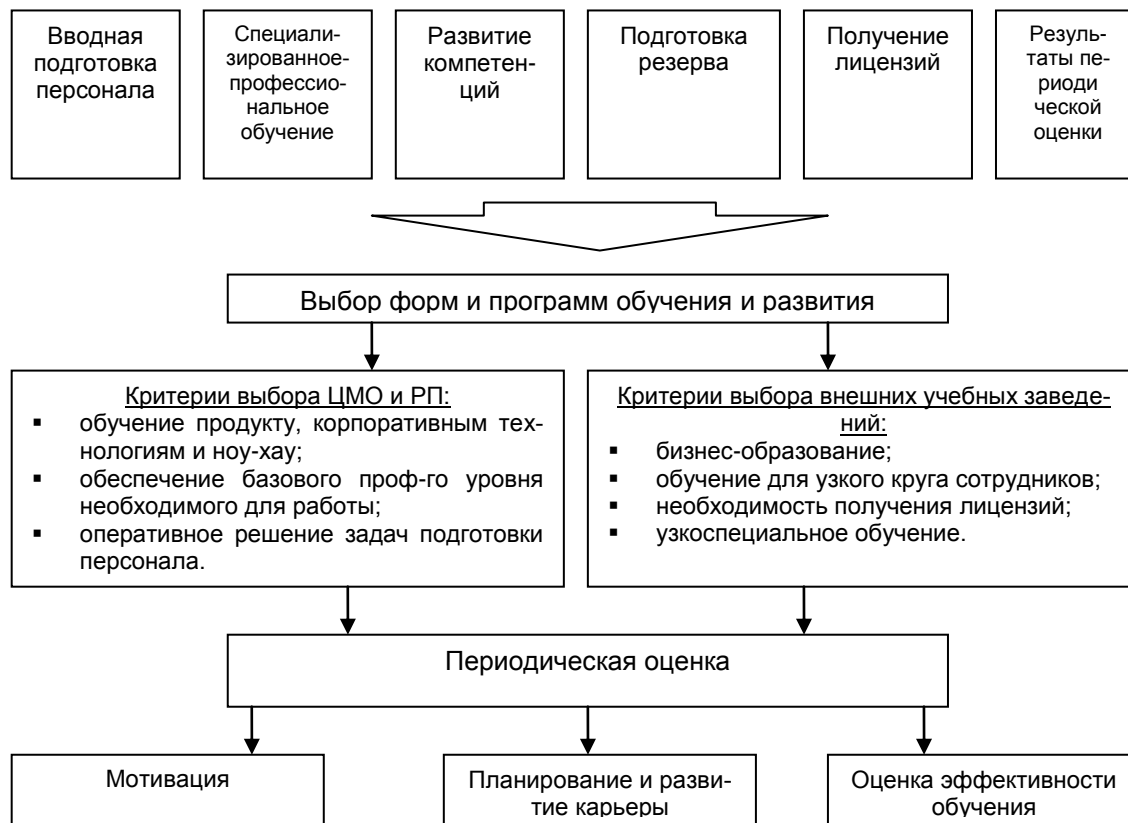 Вводная
подготовка
персонала
Специали-
зированное-
профессио-
нальное
обучение
Развитие
компетен-
ций
Подготовка
резерва
Получение
лицензий
Резуль-
таты пе-
риоди
ческой
оценки
Выбор форм и программ обучения и развития
Критерии выбора ЦМО и РП:
▪ обучение продукту, корпоративным тех-
нологиям и ноу-хау;
▪ обеспечение базового проф-го уровня
необходимого для работы;
▪ оперативное решение задач подготовки
персонала.
Критерии выбора внешних учебных заведе-
ний:
▪ бизнес-образование;
▪ обучение для узкого круга сотрудников;
▪ необходимость получения лицензий;
▪ узкоспециальное обучение.
Периодическая оценка
Мотивация
Планирование и разви-
тие карьеры
Оценка эффективности
обучения